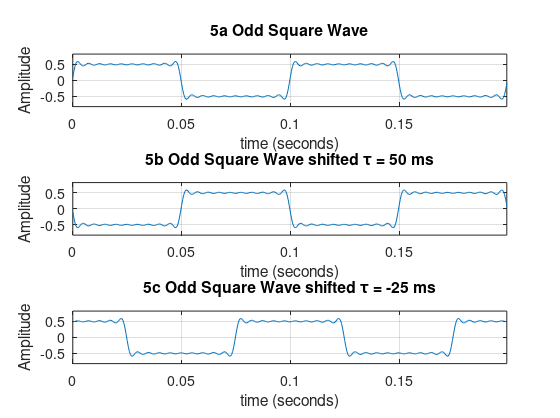 5a Odd Square Wave
Amplitude
0.5
0
-0.5
0 0.05 0.1 0.15
time (seconds)
5b Odd Square Wave shifted τ = 50 ms
Amplitude
0.5
0
-0.5
0 0.05 0.1 0.15
time (seconds)
5c Odd Square Wave shifted τ = -25 ms
Amplitude
0.5
0
-0.5
0 0.05 0.1 0.15
time (seconds)